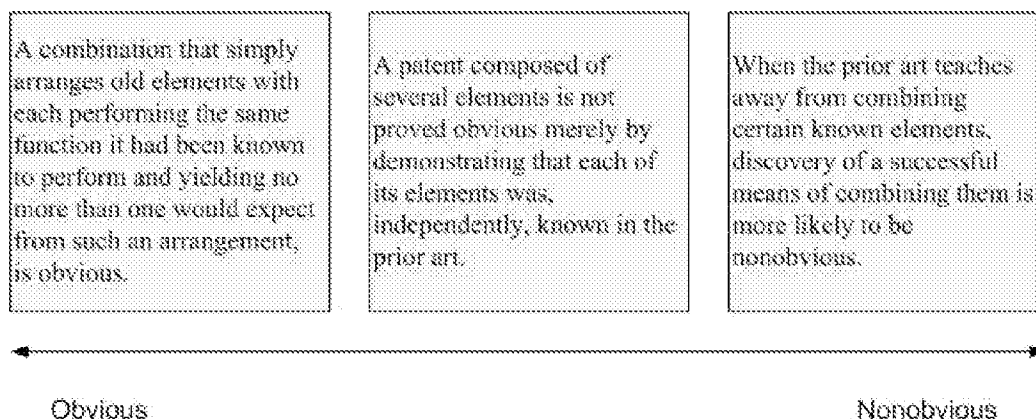 A combination that simply
arranges old elements with
each performing the same
function it had been known
to perform and yielding no
more than one would expect
from such an arrangement,
is obvious.
A patent composed of
several elements is not
proved obvious merely by
demonstrating that each of
its elements was,
independently, known in the
prior art.
When the prior art teaches
away from combining
certain known elements,
discovery of a successful
means of combining them is
more likely to be
nonobvious.
Obvious
Nonobvious